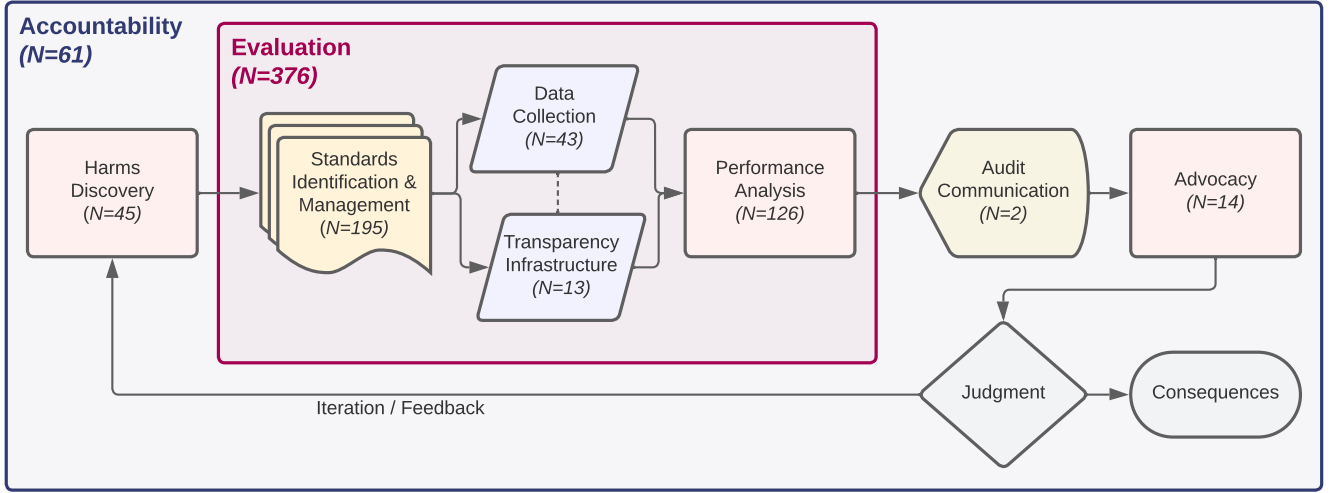 Accountability
(N=61)
Evaluation
(N=376)
Harms
Discovery
(N=45)
Standards
Identification &
Management
(N=195)
Data
Collection
(N=43)
Transparency
Infrastructure
(N=13)
Performance
Analysis
(N=126)
Audit
Communication
(N=2)
Advocacy
(N=14)
Judgment
Consequences
Iteration / Feedback